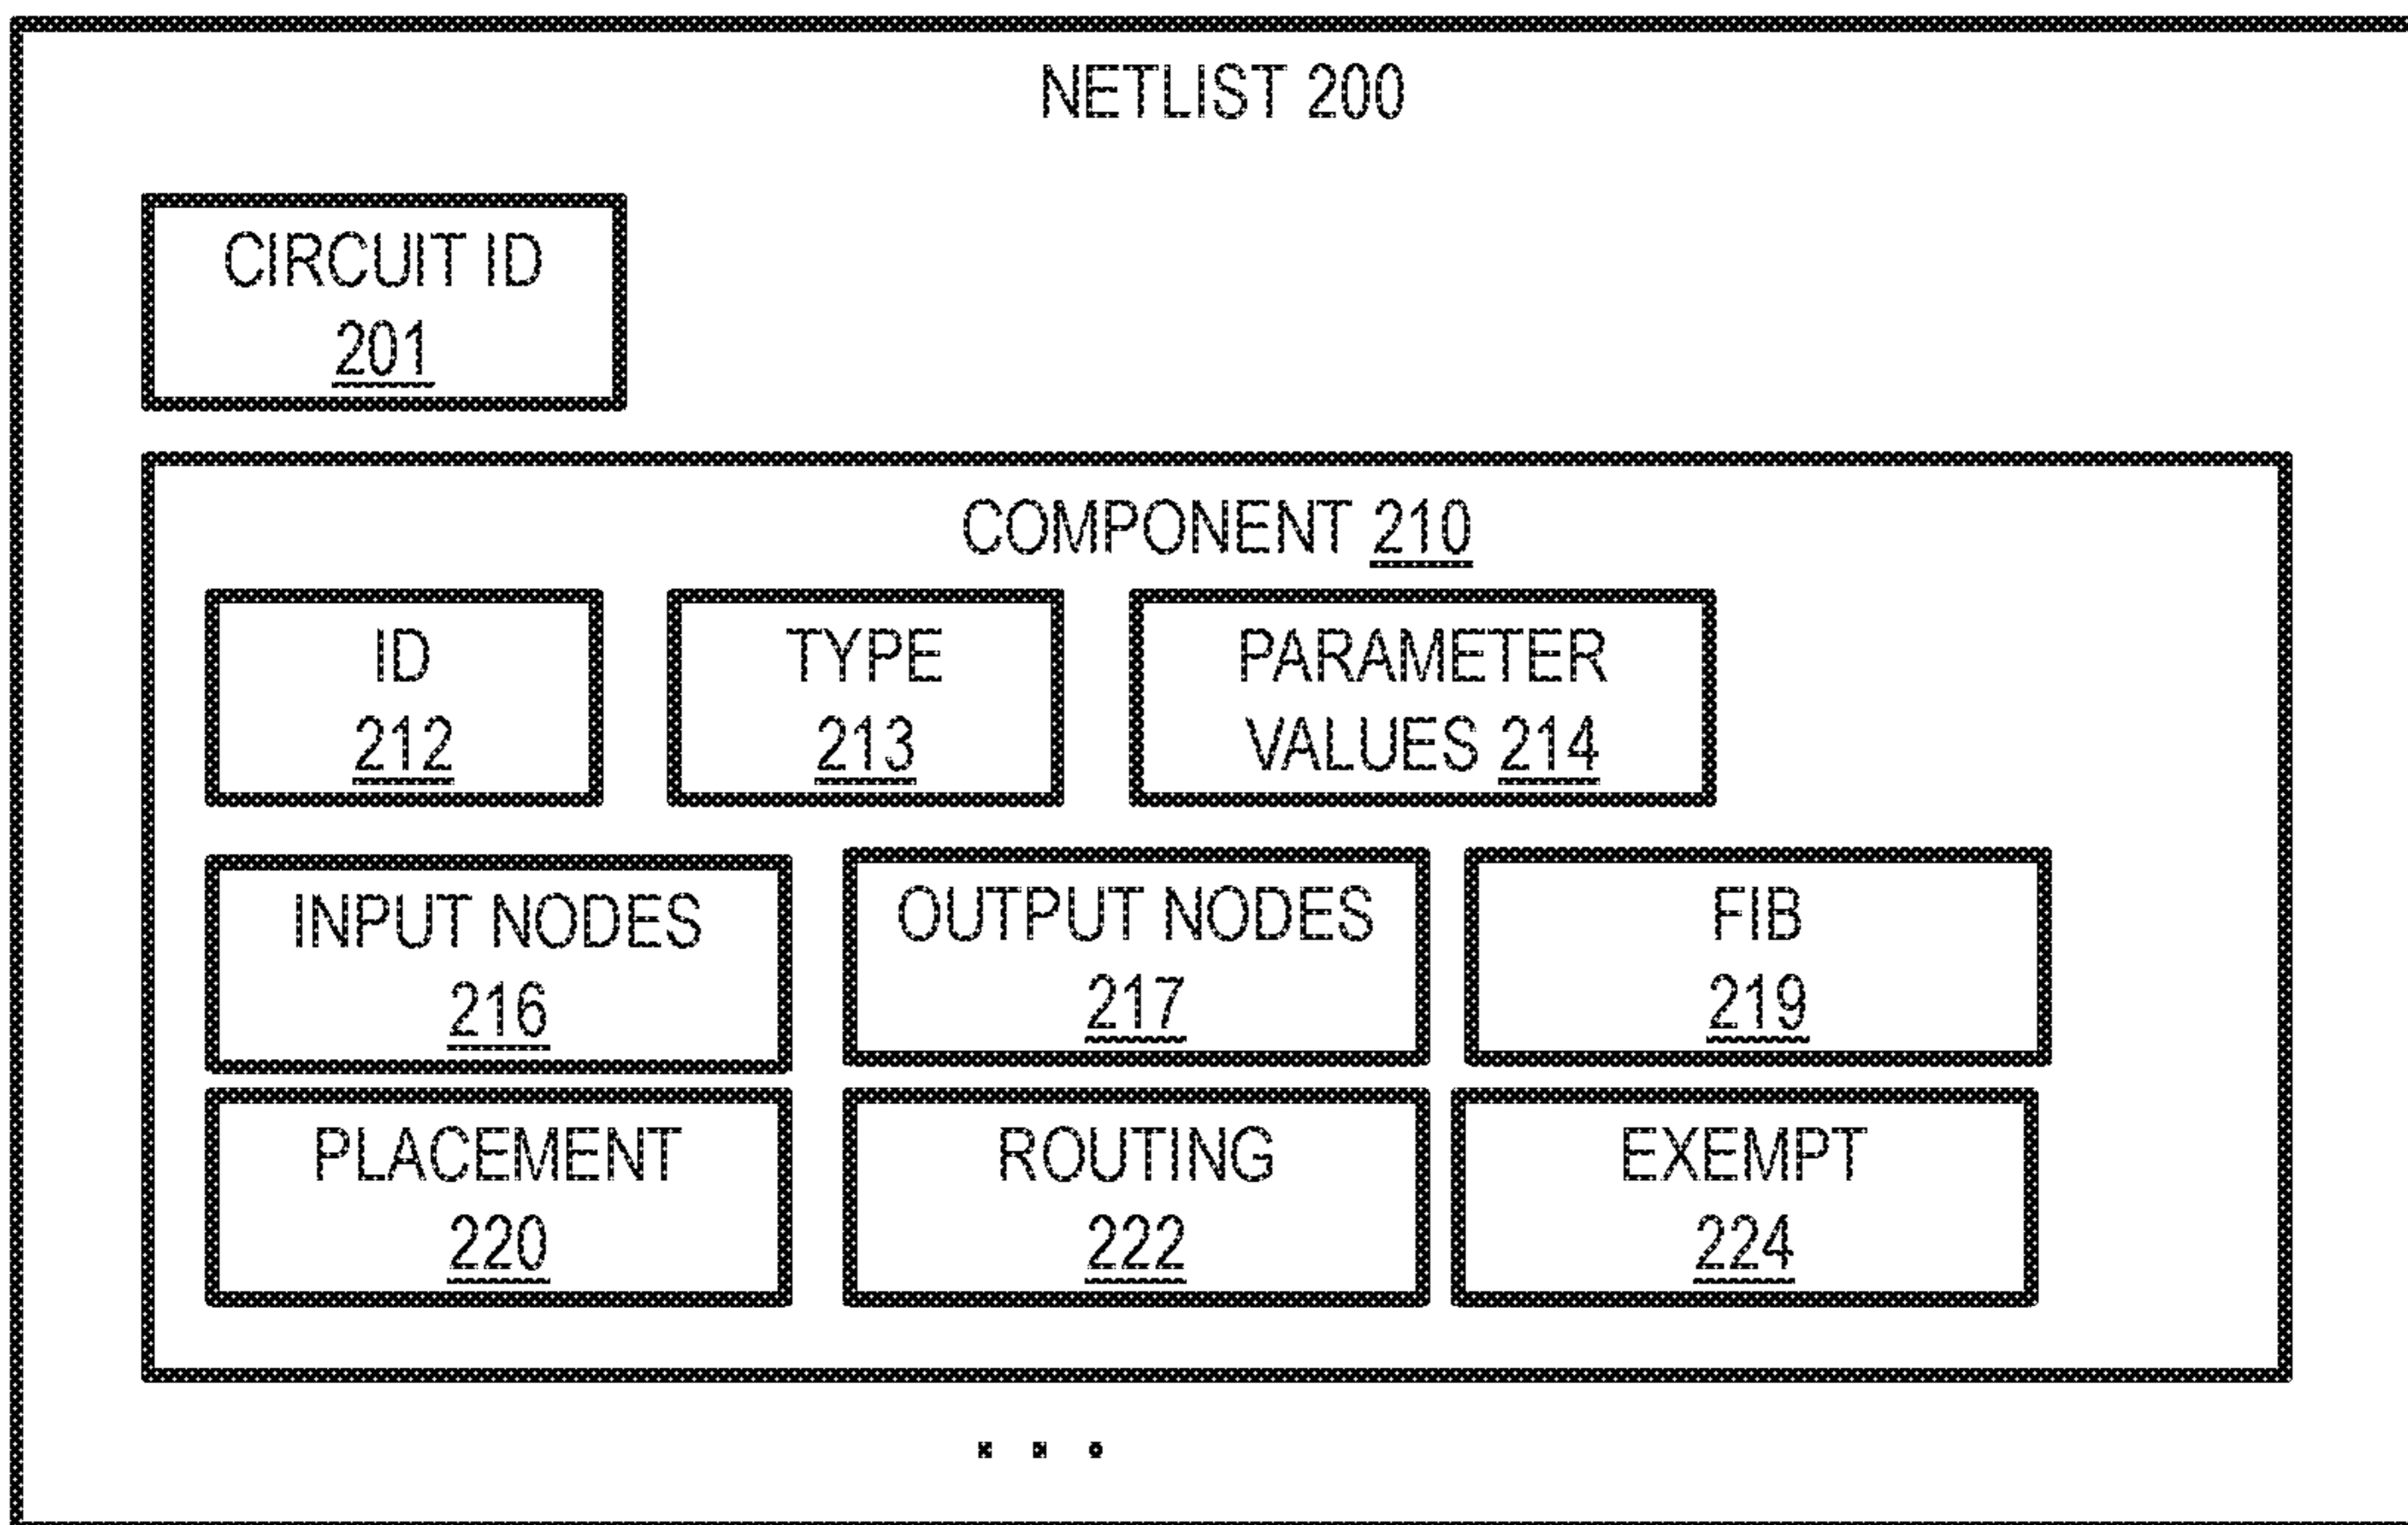 NETLIST 200
CIRCUIT ID
201
COMPONENT 210
ID
212
TYPE
213
PARAMETER
VALUES 214
INPUT NODES
216
OUTPUT NODES
217
FIB
219
PLACEMENT
220
ROUTING
222
EXEMPT
224
. . .